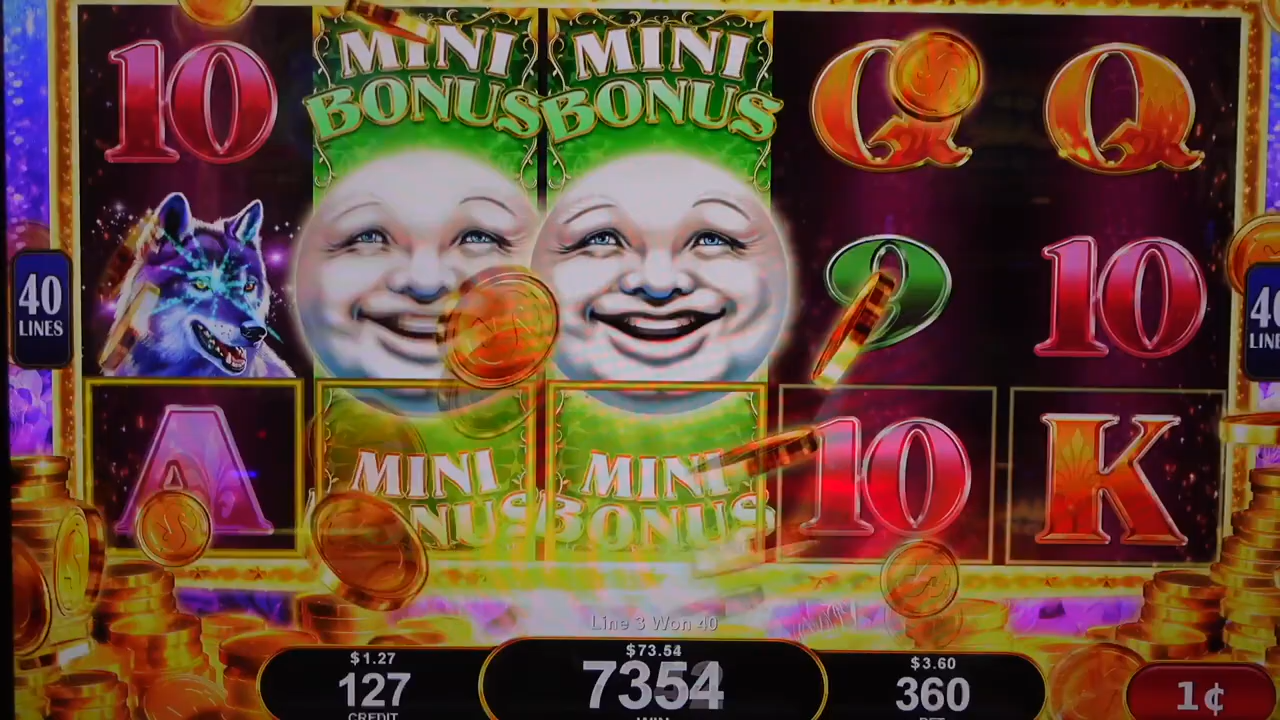 10
MINI
BONUS
MINI
BONUS
Q
Q
40
LINES
9
10
A
MINI
MINI
BONUS
10
K
Line 3 Won 40
$1.27
127
CREDIT
$73.54
7354
WIN
$3.60
360
BET
1¢